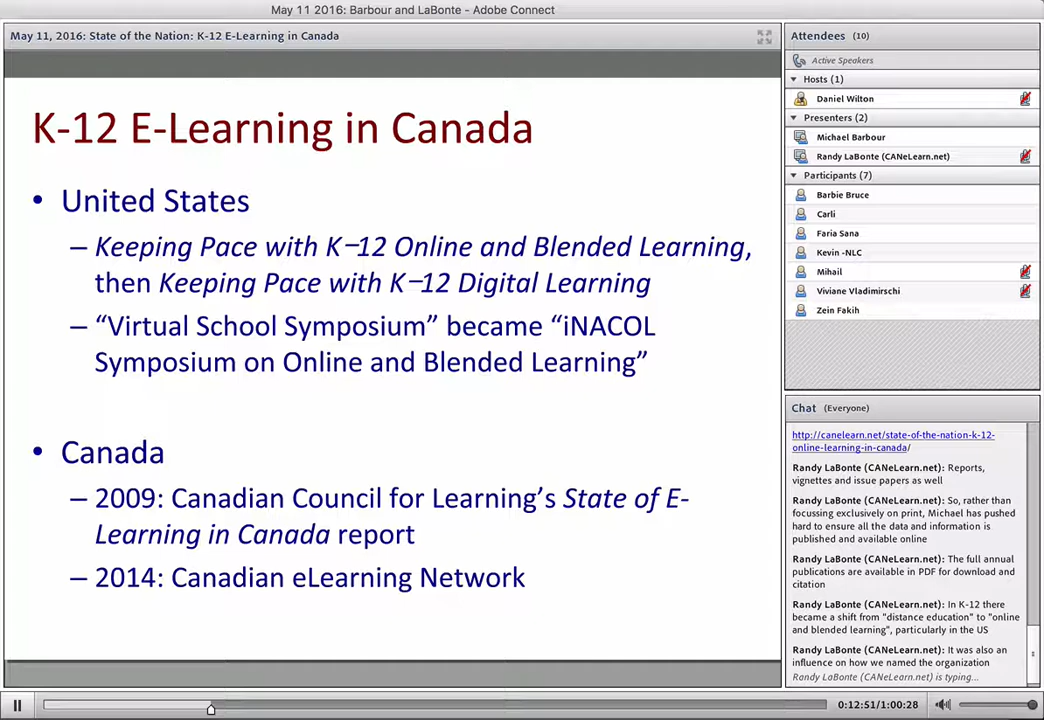 May 11 2016: Barbour and LaBonte - Adobe Connect
May 11, 2016: State of the Nation: K-12 E-Learning in Canada
K-12 E-Learning in Canada
• United States
– Keeping Pace with K–12 Online and Blended Learning,
then Keeping Pace with K–12 Digital Learning
– “Virtual School Symposium” became “iNACOL
Symposium on Online and Blended Learning”
• Canada
– 2009: Canadian Council for Learning’s State of E-
Learning in Canada report
– 2014: Canadian eLearning Network
Attendees (10)
Active Speakers
Hosts (1)
Daniel Wilton
Presenters (2)
Michael Barbour
Randy LaBonte (CANeLearn.net)
Participants (7)
Barbie Bruce
Carli
Faria Sana
Kevin -NLC
Mihail
Viviane Vladimirschi
Zein Fakih
Chat (Everyone)
http://canelearn.net/state-of-the-nation-k-12-
online-learning-in-canada/
Randy LaBonte (CANeLearn.net): Reports,
vignettes and issue papers as well
Randy LaBonte (CANeLearn.net): So, rather than
focussing exclusively on print, Michael has pushed
hard to ensure all the data and information is
published and available online
Randy LaBonte (CANeLearn.net): The full annual
publications are available in PDF for download and
citation
Randy LaBonte (CANeLearn.net): In K-12 there
became a shift from "distance education" to "online
and blended learning", particularly in the US
Randy LaBonte (CANeLearn.net): It was also an
influence on how we named the organization
Randy LaBonte (CANeLearn.net) is typing...
0:12:51/1:00:28